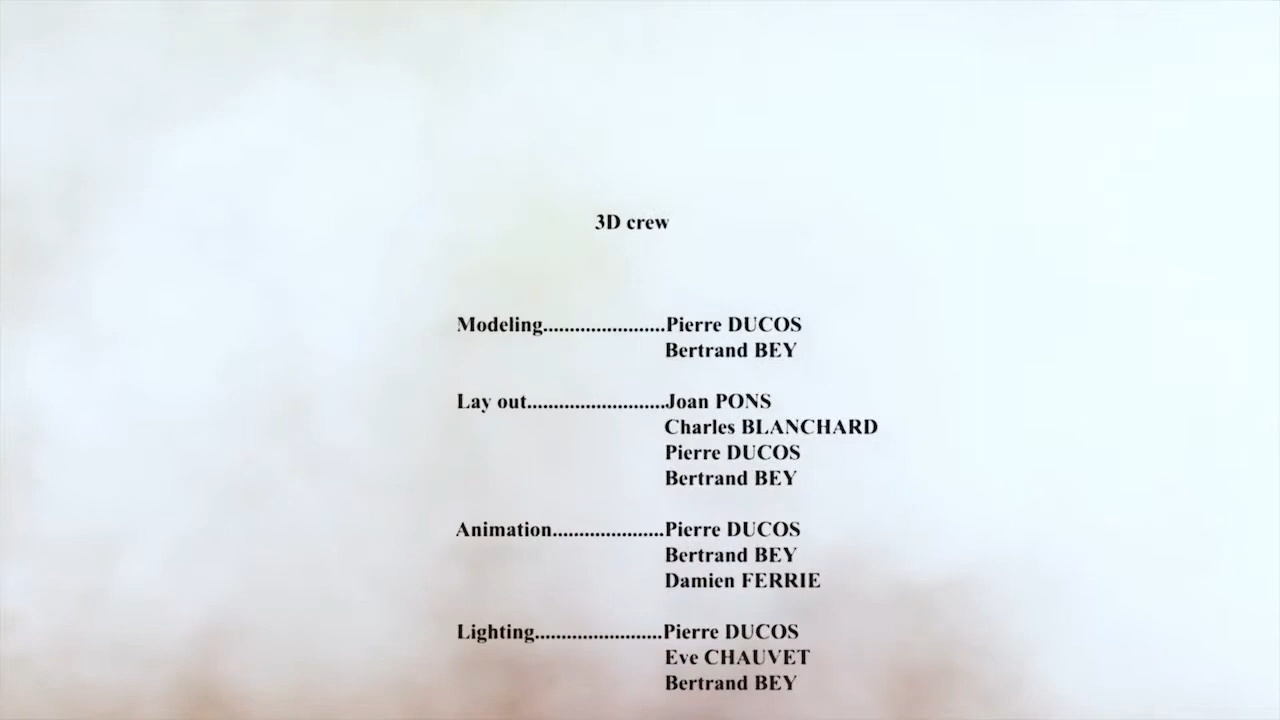 3D crew
Modeling.......................Pierre DUCOS
Bertrand BEY
Lay out..........................Joan PONS
Charles BLANCHARD
Pierre DUCOS
Bertrand BEY
Animation.....................Pierre DUCOS
Bertrand BEY
Damien FERRIE
Lighting........................Pierre DUCOS
Eve CHAUVET
Bertrand BEY